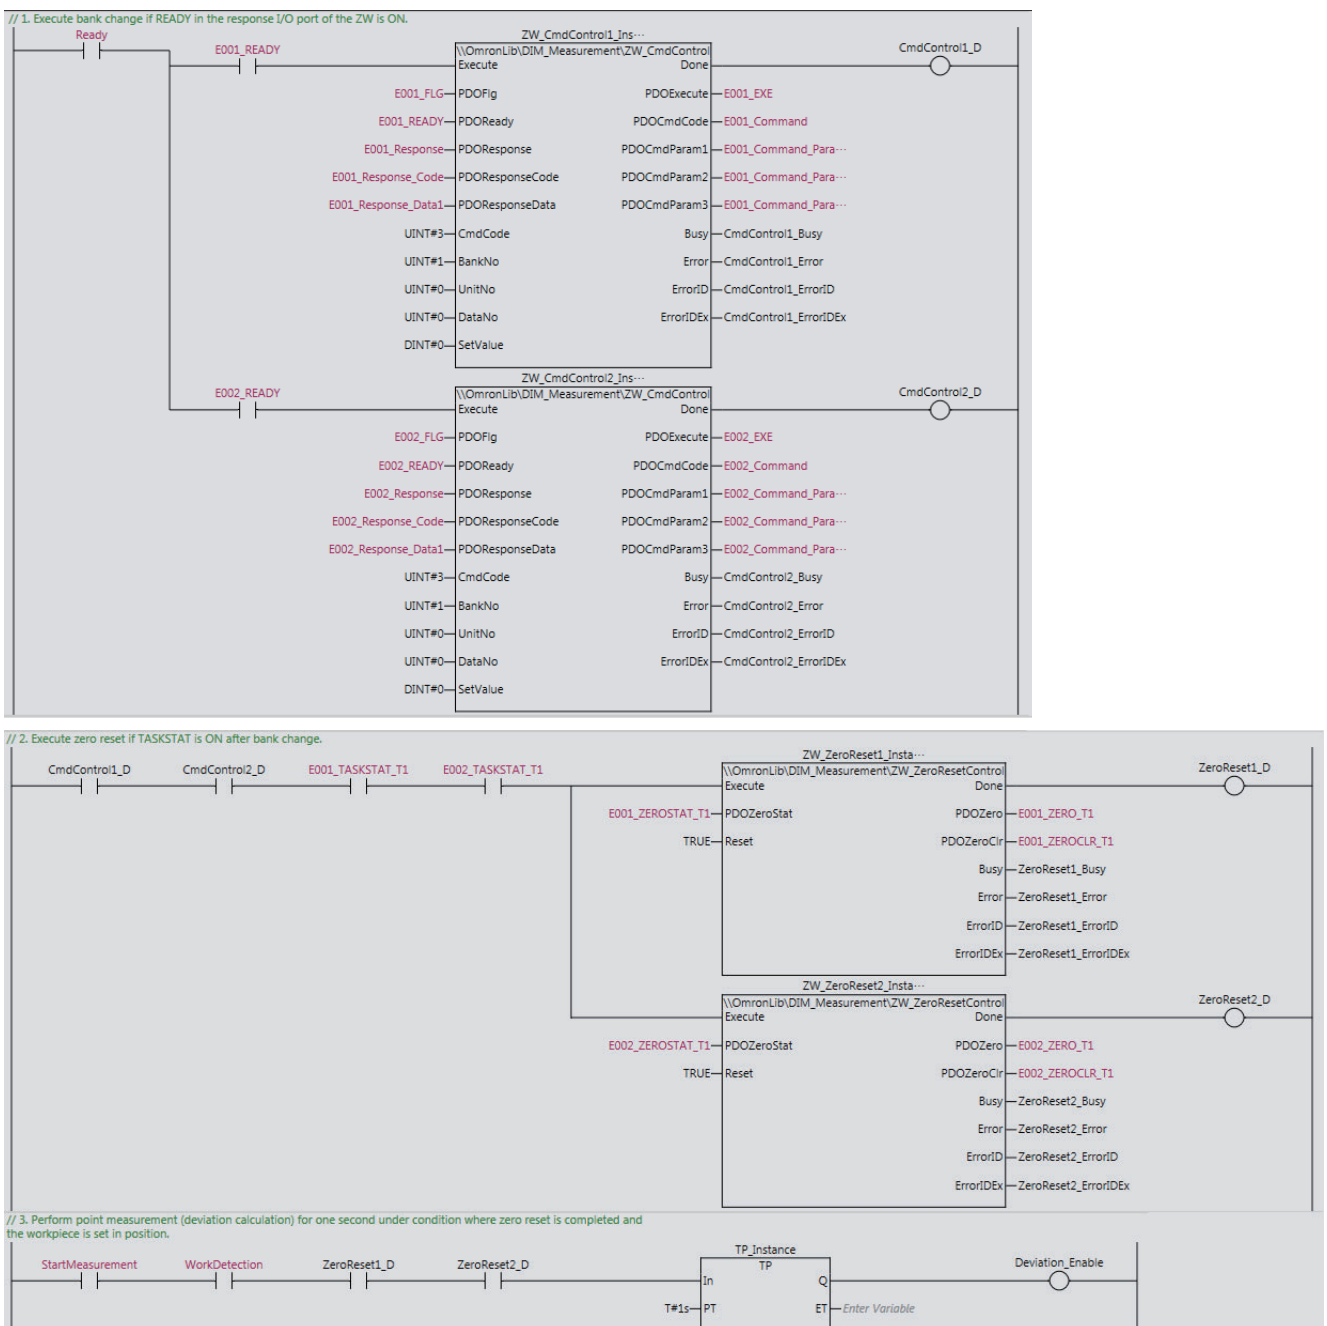 // 1. Execute bank change if READY in the response I/O port of the ZW is ON.
Ready
ZW_CmdControl1_Ins···
E001_READY
\\OmronLib\DIM_Measurement\ZW_CmdControl
CmdControl1_D
Execute Done
E001_FLG PDOFlg PDOExecute E001_EXE
E001_READY PDOReady PDOCmdCode E001_Command
E001_Response PDOResponse PDOCmdParam1 E001_Command_Para···
E001_Response_Code PDOResponseCode PDOCmdParam2 E001_Command_Para···
E001_Response_Data1 PDOResponseData PDOCmdParam3 E001_Command_Para···
UINT#3 CmdCode Busy CmdControl1_Busy
UINT#1 BankNo Error CmdControl1_Error
UINT#0 UnitNo ErrorID CmdControl1_ErrorID
UINT#0 DataNo ErrorIDEx CmdControl1_ErrorIDEx
DINT#0 SetValue
ZW_CmdControl2_Ins···
E002_READY
\\OmronLib\DIM_Measurement\ZW_CmdControl
CmdControl2_D
Execute Done
E002_FLG PDOFlg PDOExecute E002_EXE
E002_READY PDOReady PDOCmdCode E002_Command
E002_Response PDOResponse PDOCmdParam1 E002_Command_Para···
E002_Response_Code PDOResponseCode PDOCmdParam2 E002_Command_Para···
E002_Response_Data1 PDOResponseData PDOCmdParam3 E002_Command_Para···
UINT#3 CmdCode Busy CmdControl2_Busy
UINT#1 BankNo Error CmdControl2_Error
UINT#0 UnitNo ErrorID CmdControl2_ErrorID
UINT#0 DataNo ErrorIDEx CmdControl2_ErrorIDEx
DINT#0 SetValue
// 2. Execute zero reset if TASKSTAT is ON after bank change.
ZW_ZeroReset1_Insta···
CmdControl1_D CmdControl2_D E001_TASKSTAT_T1 E002_TASKSTAT_T1 \\OmronLib\DIM_Measurement\ZW_ZeroResetControl ZeroReset1_D
Execute Done
E001_ZEROSTAT_T1 PDOZeroStat PDOZero E001_ZERO_T1
TRUE Reset PDOZeroClr E001_ZEROCLR_T1
Busy ZeroReset1_Busy
Error ZeroReset1_Error
ErrorID ZeroReset1_ErrorID
ErrorIDEx ZeroReset1_ErrorIDEx
ZW_ZeroReset2_Insta···
\\OmronLib\DIM_Measurement\ZW_ZeroResetControl ZeroReset2_D
Execute Done
E002_ZEROSTAT_T1 PDOZeroStat PDOZero E002_ZERO_T1
TRUE Reset PDOZeroClr E002_ZEROCLR_T1
Busy ZeroReset2_Busy
Error ZeroReset2_Error
ErrorID ZeroReset2_ErrorID
ErrorIDEx ZeroReset2_ErrorIDEx
// 3. Perform point measurement (deviation calculation) for one second under condition where zero reset is completed and
the workpiece is set in position.
TP_Instance
StartMeasurement WorkDetection ZeroReset1_D ZeroReset2_D TP Deviation_Enable
In Q
T#1s PT ET Enter Variable